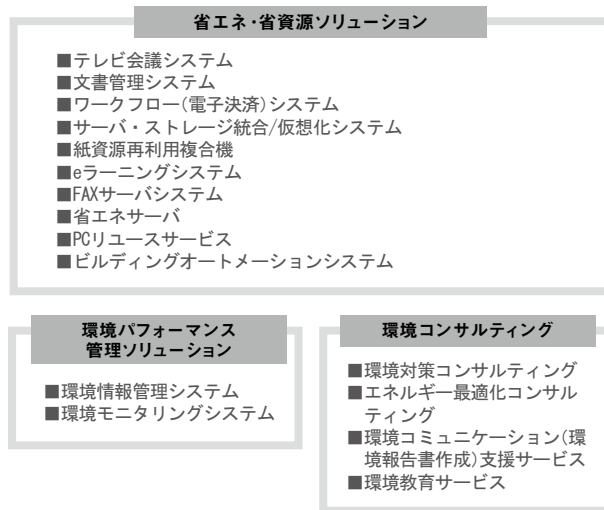 省エネ・省資源ソリューション
■テレビ会議システム
■文書管理システム
■ワークフロー(電子決済)システム
■サーバ・ストレージ統合/仮想化システム
■紙資源再利用複合機
■eラーニングシステム
■FAXサーバシステム
■省エネサーバ
■PCリユースサービス
■ビルディングオートメーションシステム
環境パフォーマンス
管理ソリューション
■環境情報管理システム
■環境モニタリングシステム
環境コンサルティング
■環境対策コンサルティング
■エネルギー最適化コンサル
ティング
■環境コミュニケーション(環
境報告書作成)支援サービス
■環境教育サービス